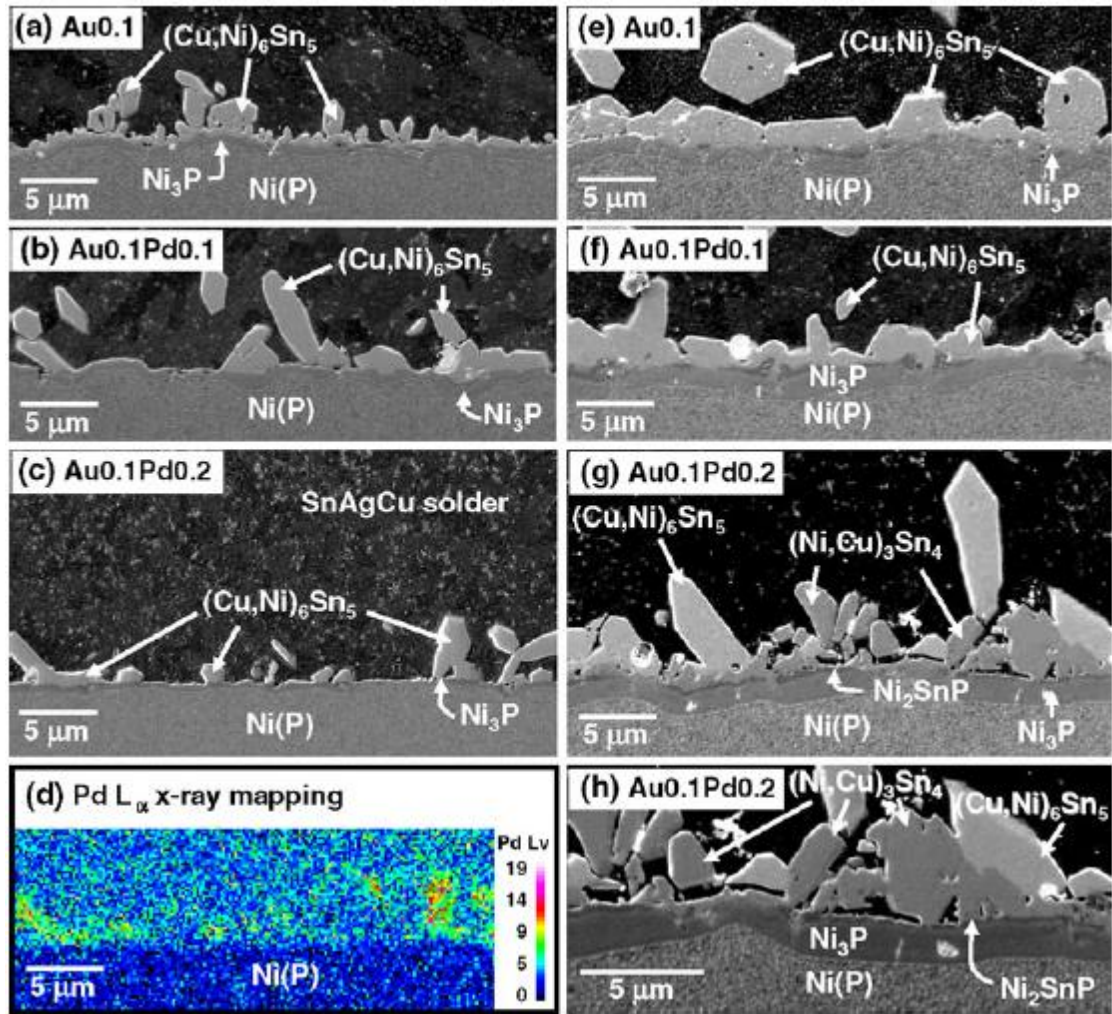 (a) Au0.1
(Cu,Ni)₆Sn₅
Ni₃P
Ni(P)
5 μm
(b) Au0.1Pd0.1
(Cu,Ni)₆Sn₅
Ni(P)
Ni₃P
5 μm
(c) Au0.1Pd0.2
SnAgCu solder
(Cu,Ni)₆Sn₅
Ni₃P
Ni(P)
5 μm
(d) Pd Lα x-ray mapping
Pd Lv
19
14
9
5
0
Ni(P)
5 μm
(e) Au0.1
(Cu,Ni)₆Sn₅
Ni(P)
Ni₃P
5 μm
(f) Au0.1Pd0.1
(Cu,Ni)₆Sn₅
Ni₃P
Ni(P)
5 μm
(g) Au0.1Pd0.2
(Cu,Ni)₆Sn₅
(Ni,Cu)₃Sn₄
Ni₂SnP
Ni(P)
Ni₃P
5 μm
(h) Au0.1Pd0.2
(Ni,Cu)₃Sn₄
(Cu,Ni)₆Sn₅
Ni₃P
Ni(P)
Ni₂SnP
5 μm